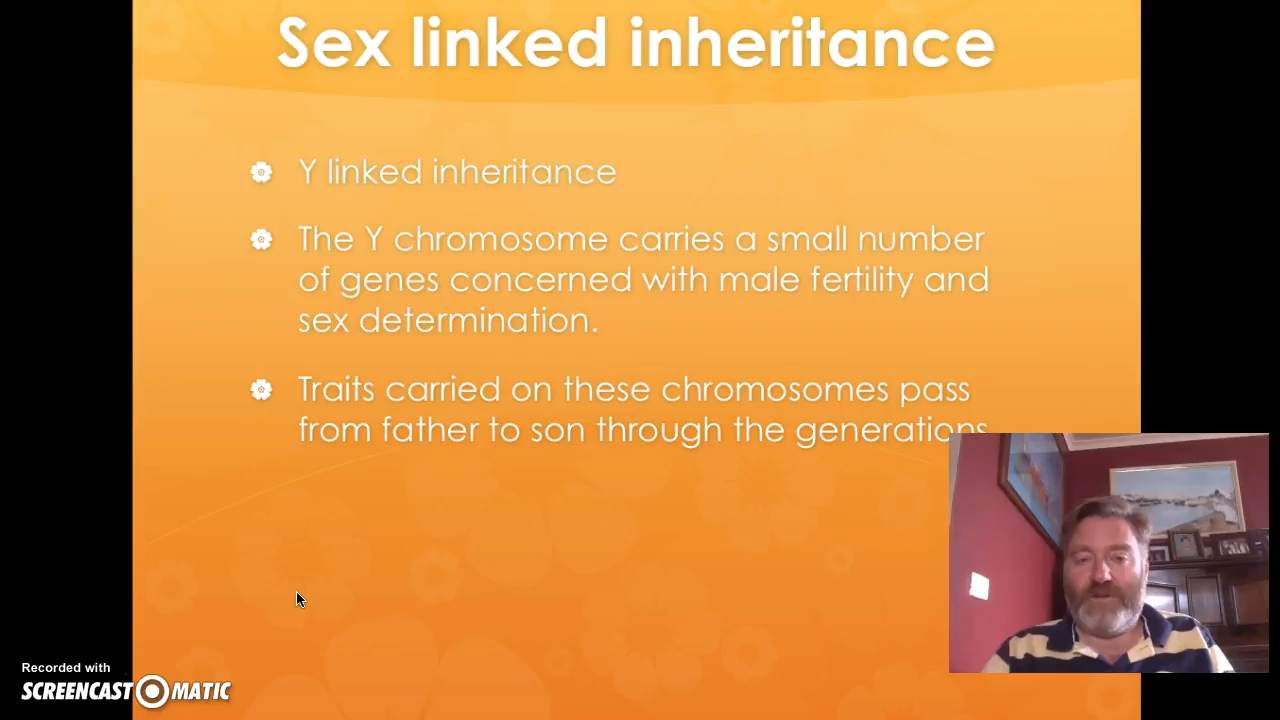 Sex linked inheritance
Y linked inheritance
The Y chromosome carries a small number
of genes concerned with male fertility and
sex determination.
Traits carried on these chromosomes pass
from father to son through the generations
Recorded with
SCREENCAST MATIC